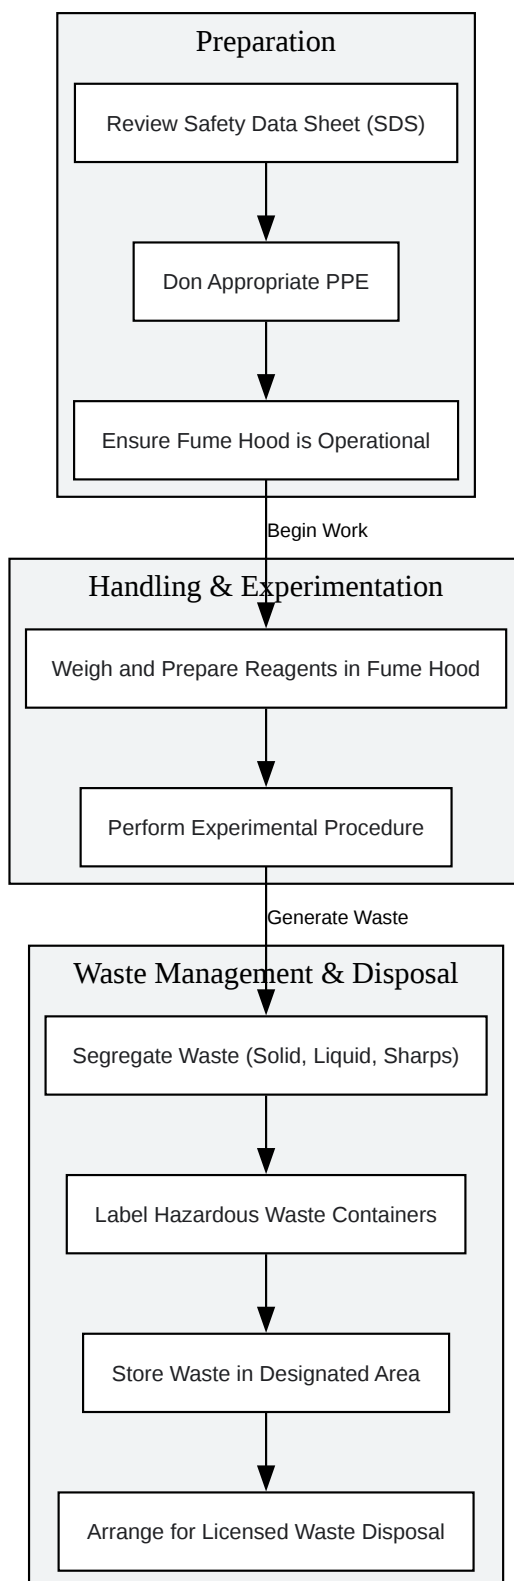 Preparation
Review Safety Data Sheet (SDS)
Don Appropriate PPE
Ensure Fume Hood is Operational
Begin Work
Handling & Experimentation
Weigh and Prepare Reagents in Fume Hood
Perform Experimental Procedure
Generate Waste
Waste Management & Disposal
Segregate Waste (Solid, Liquid, Sharps)
Label Hazardous Waste Containers
Store Waste in Designated Area
Arrange for Licensed Waste Disposal